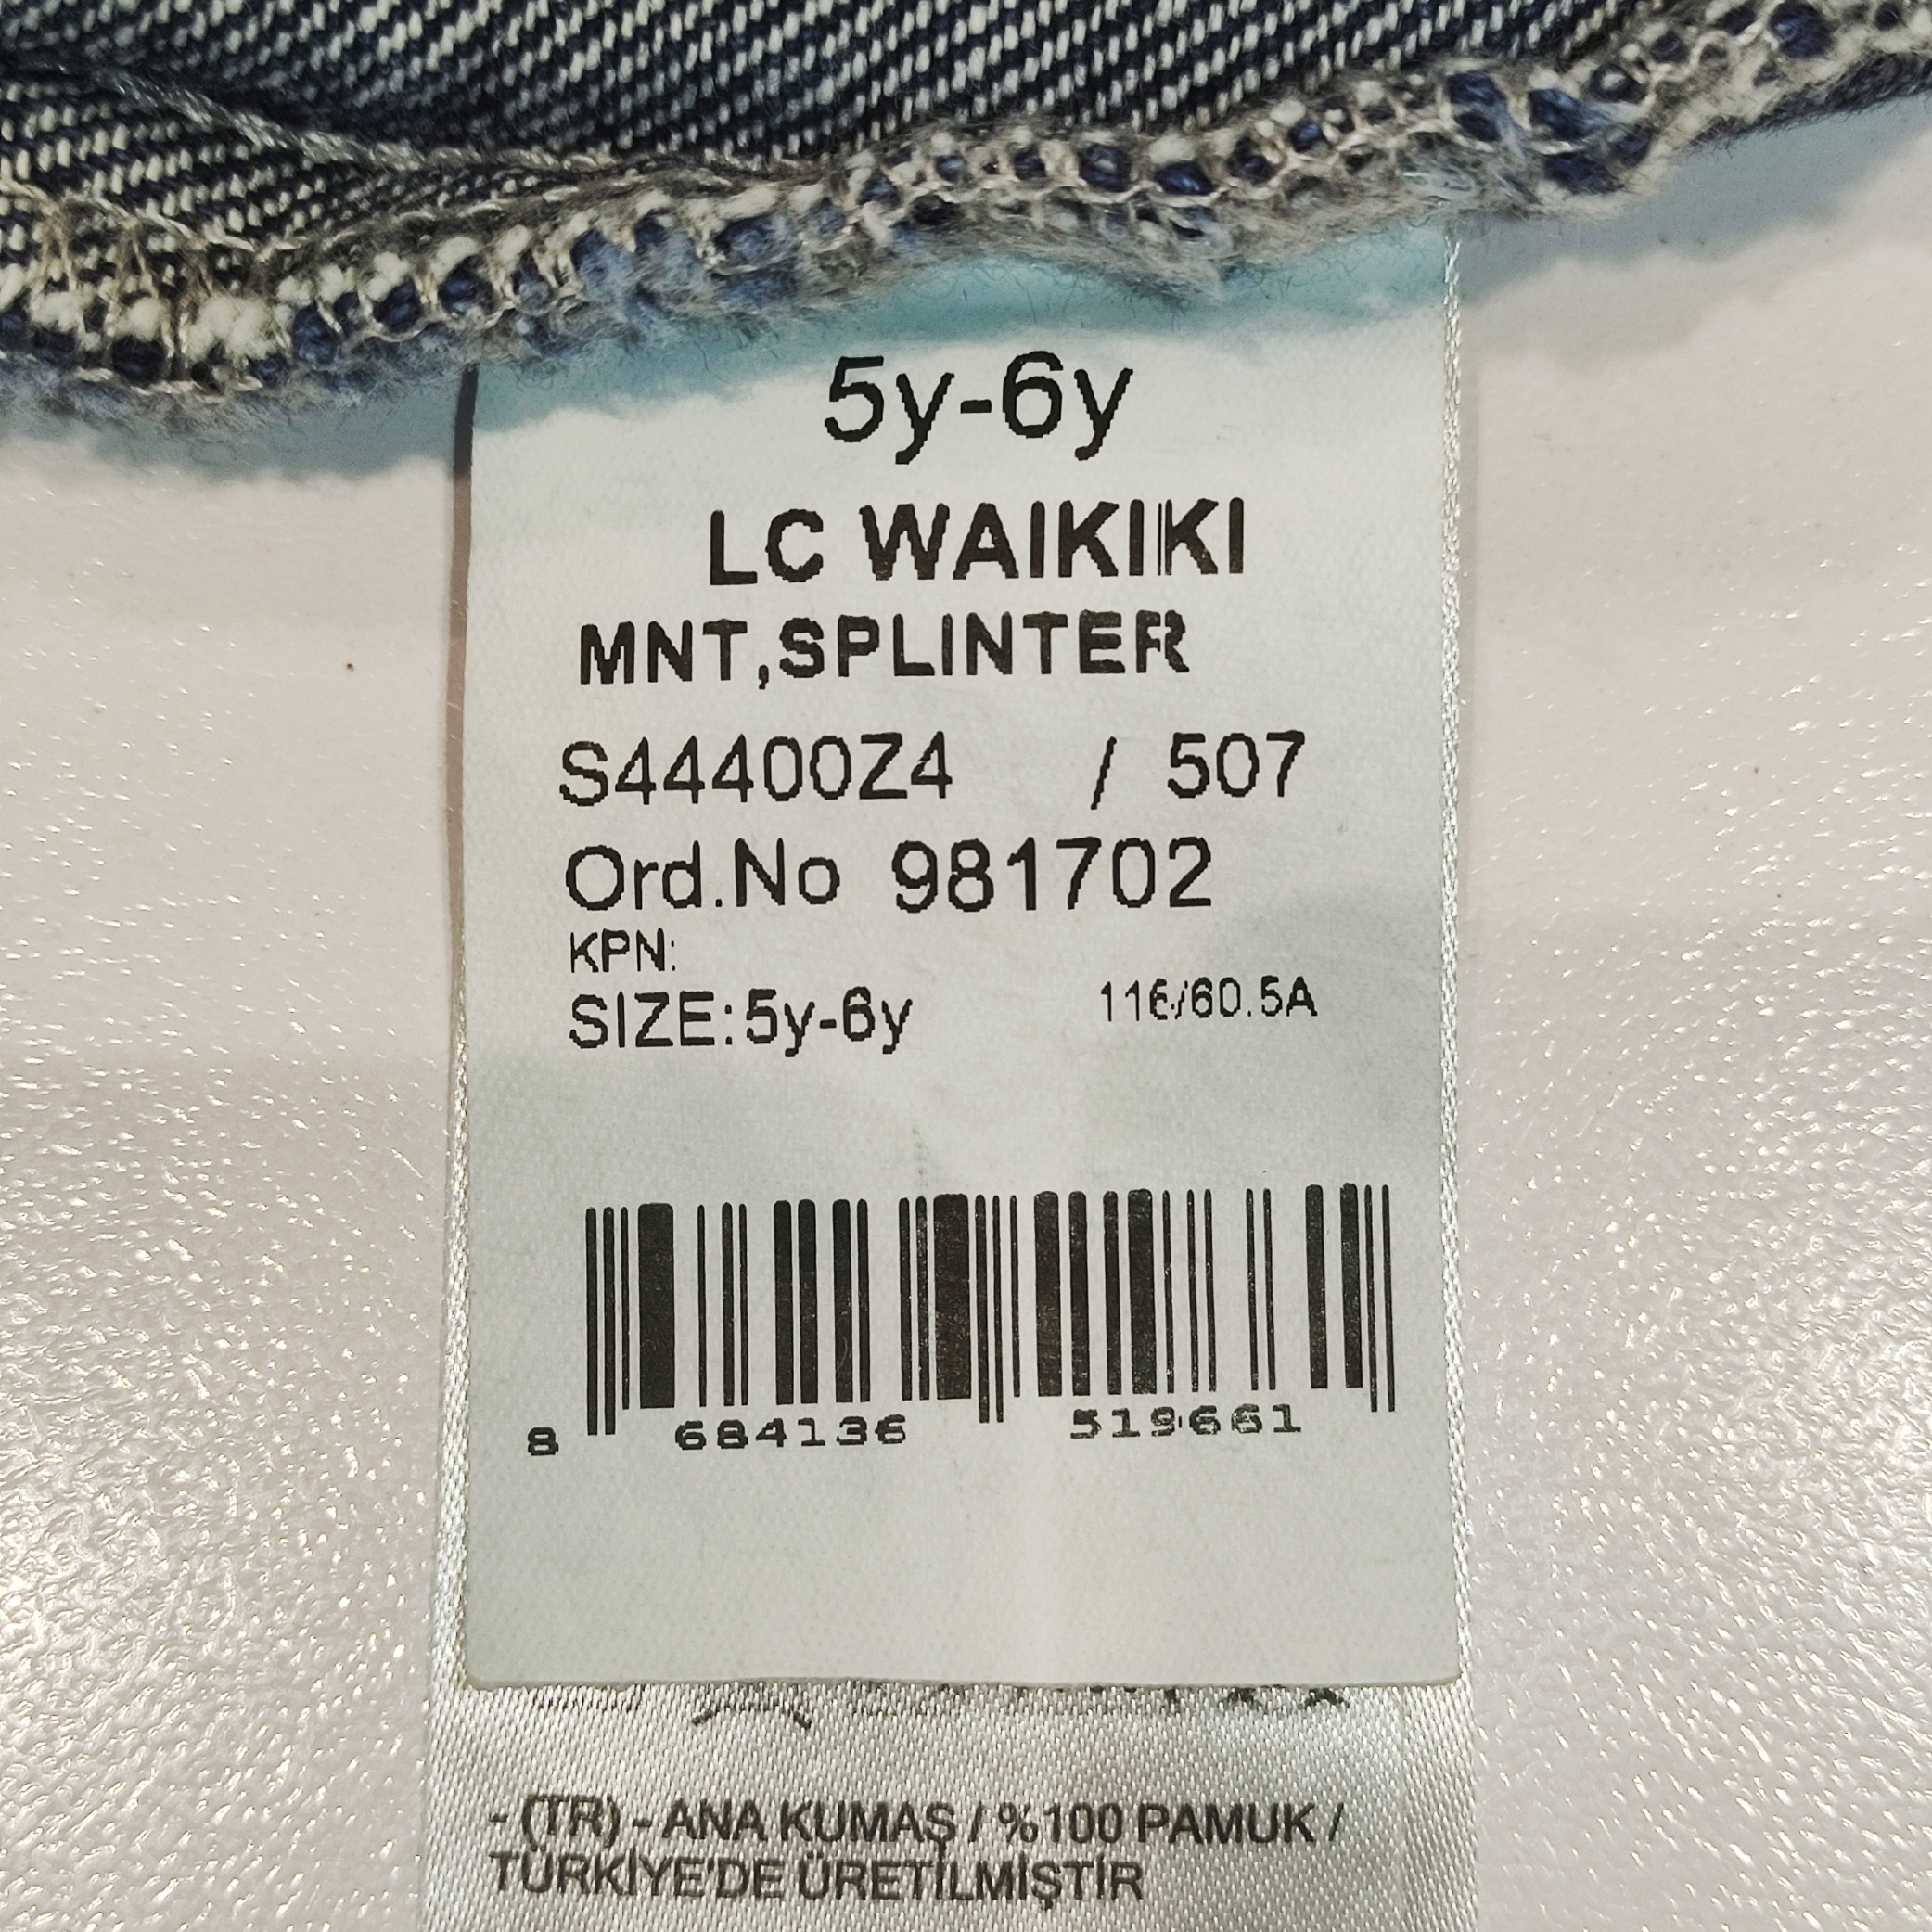 5y-6y
LC WAIKIKI
MNT,SPLINTER
S44400Z4 / 507
Ord.No 981702
KPN:
SIZE:5y-6y 116/60.5A
8 684136 519661
- (TR) - ANA KUMAŞ / %100 PAMUK /
TÜRKİYE'DE ÜRETİLMİŞTİR